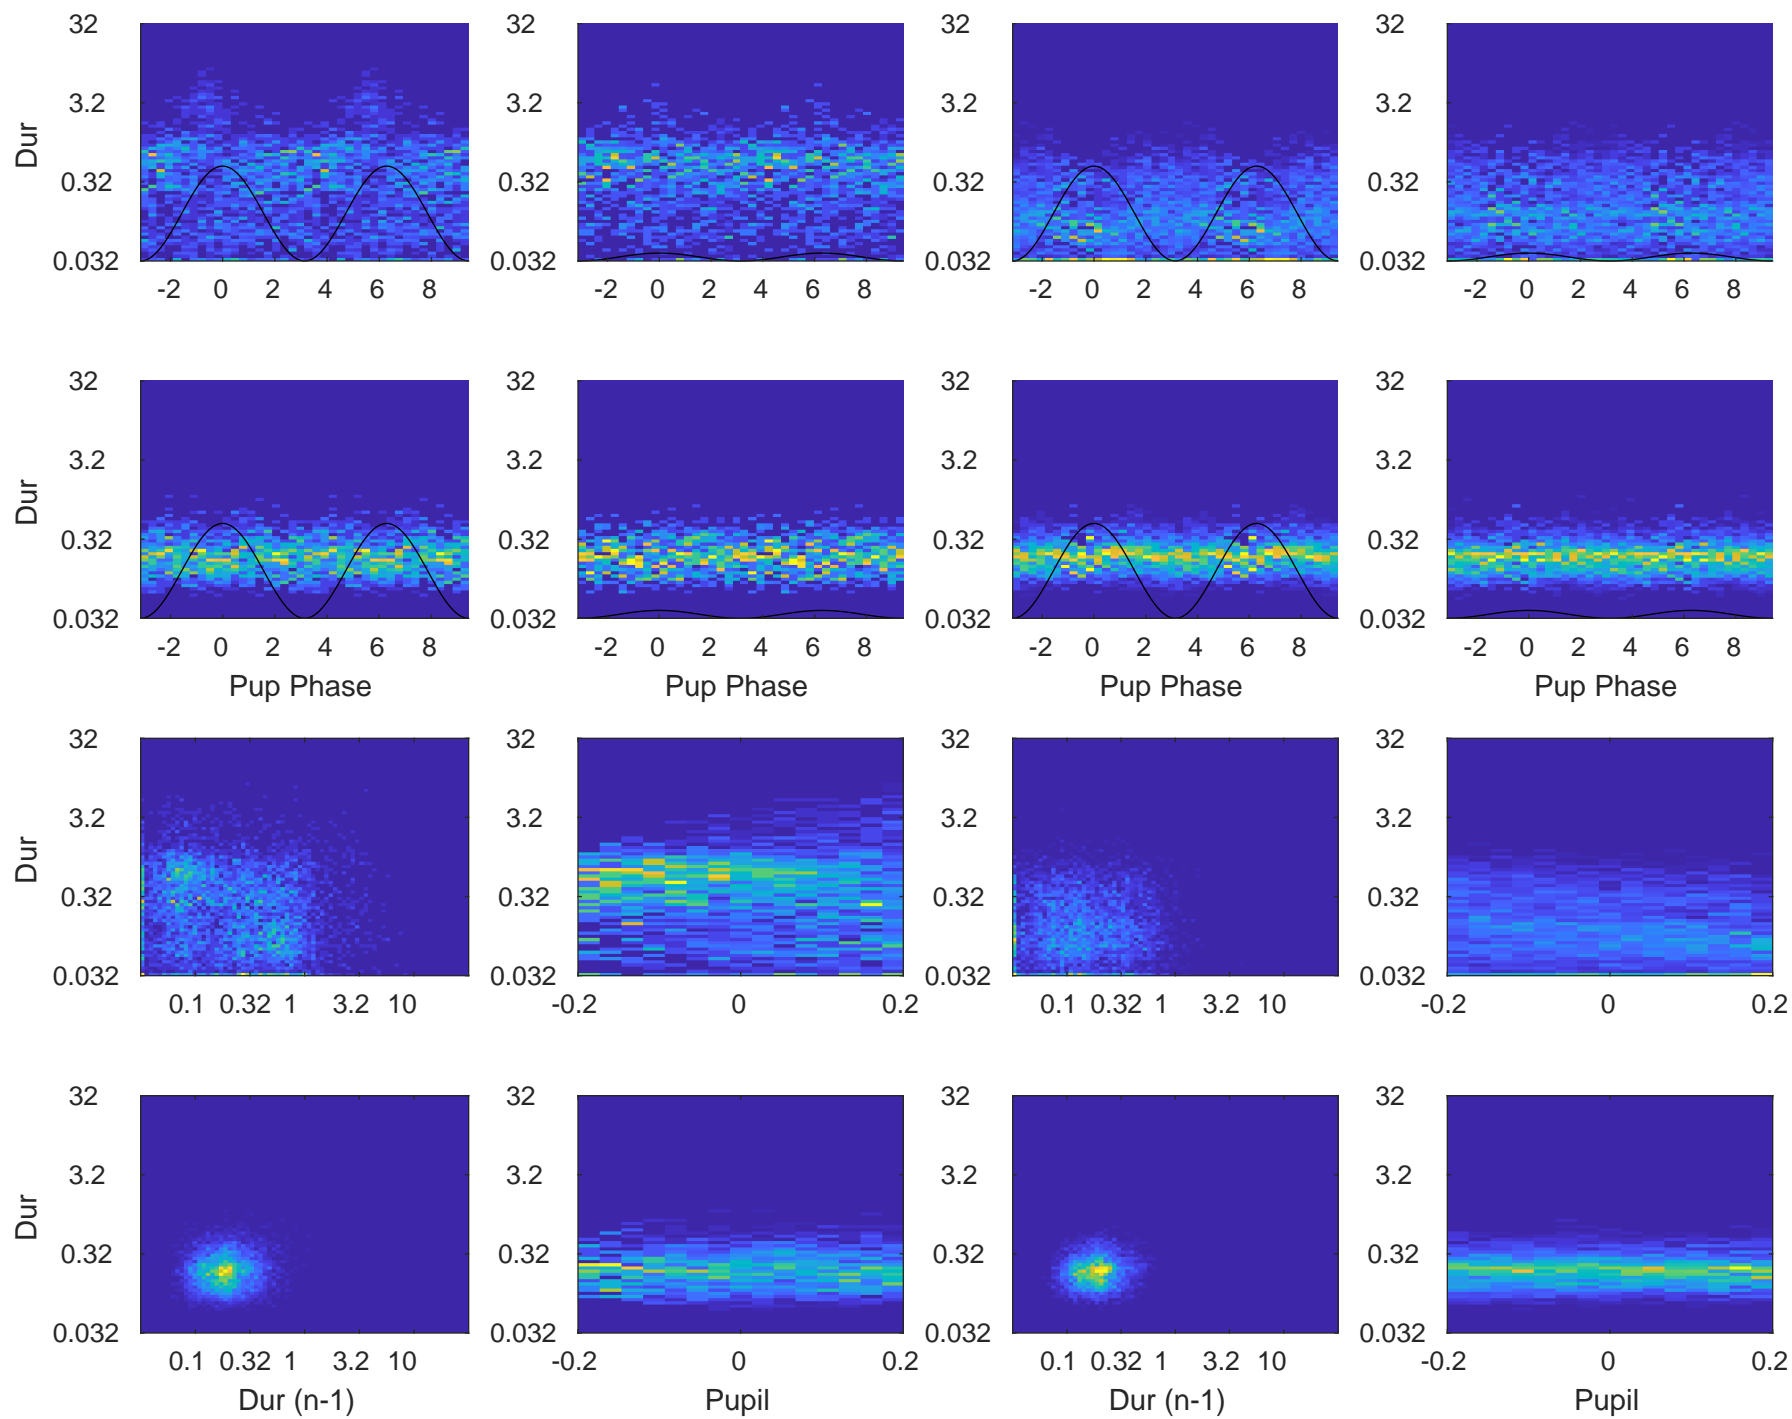 32 32 32 32
3.2 3.2 3.2 3.2
Dur
0.32 0.32 0.32 0.32
0.032 0.032 0.032 0.032
-2 0 2 4 6 8 -2 0 2 4 6 8 -2 0 2 4 6 8 -2 0 2 4 6 8
32 32 32 32
3.2 3.2 3.2 3.2
Dur
0.32 0.32 0.32 0.32
0.032 0.032 0.032 0.032
-2 0 2 4 6 8 -2 0 2 4 6 8 -2 0 2 4 6 8 -2 0 2 4 6 8
Pup Phase Pup Phase Pup Phase Pup Phase
32 32 32 32
3.2 3.2 3.2 3.2
Dur
0.32 0.32 0.32 0.32
0.032 0.032 0.032 0.032
0.1 0.32 1 3.2 10 -0.2 0 0.2 0.1 0.32 1 3.2 10 -0.2 0 0.2
32 32 32 32
3.2 3.2 3.2 3.2
Dur
0.32 0.32 0.32 0.32
0.032 0.032 0.032 0.032
0.1 0.32 1 3.2 10 -0.2 0 0.2 0.1 0.32 1 3.2 10 -0.2 0 0.2
Dur (n-1) Pupil Dur (n-1) Pupil